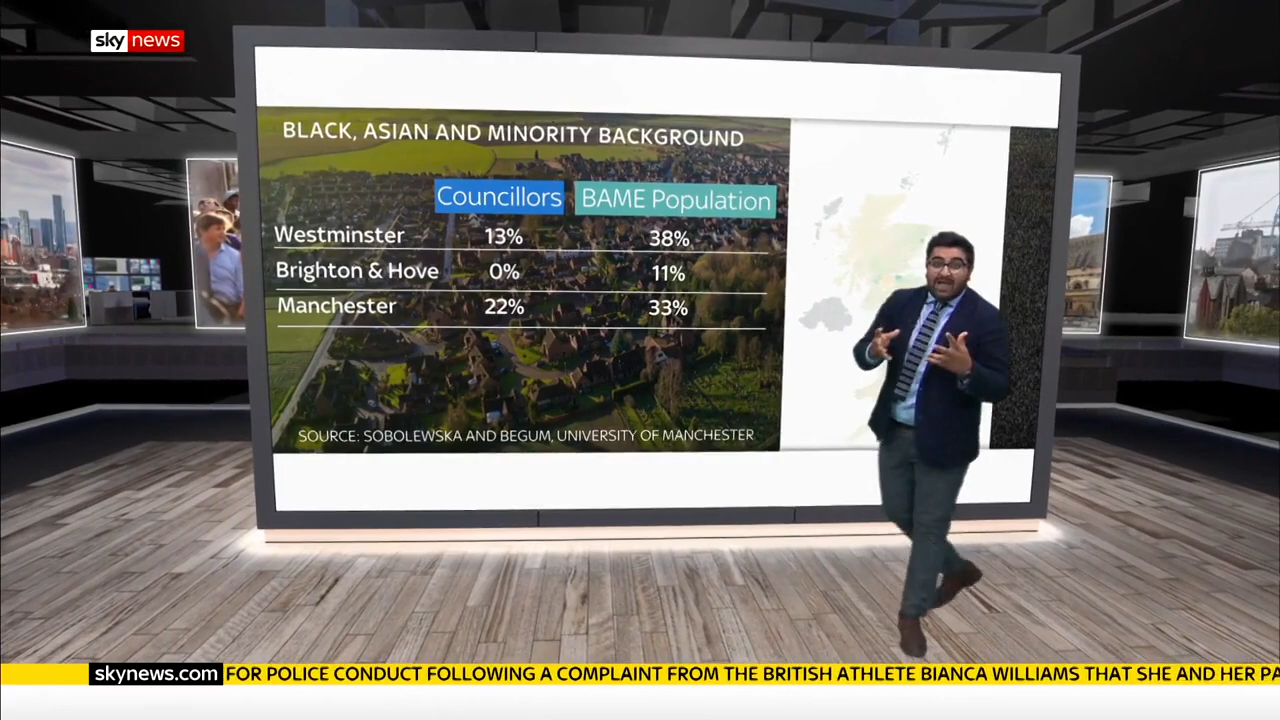 sky news
BLACK, ASIAN AND MINORITY BACKGROUND
Councillors BAME Population
Westminster 13% 38%
Brighton & Hove 0% 11%
Manchester 22% 33%
SOURCE: SOBOLEWSKA AND BEGUM, UNIVERSITY OF MANCHESTER
skynews.com FOR POLICE CONDUCT FOLLOWING A COMPLAINT FROM THE BRITISH ATHLETE BIANCA WILLIAMS THAT SHE AND HER PA